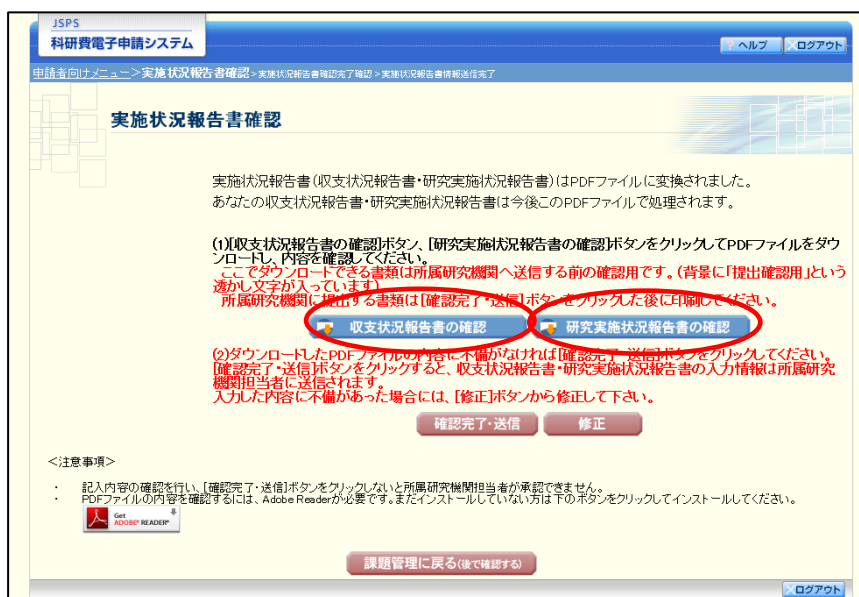 JSPS
科研費電子申請システム
ヘルプ
ログアウト
申請者向けメニュー>実施状況報告書確認>実施状況報告書確認完了確認>実施状況報告書情報送信完了
実施状況報告書確認
実施状況報告書(収支状況報告書・研究実施状況報告書)はPDFファイルに変換されました。
あなたの収支状況報告書・研究実施状況報告書は今後このPDFファイルで処理されます。
(1)[収支状況報告書の確認]ボタン、[研究実施状況報告書の確認]ボタンをクリックしてPDFファイルをダウ
ンロードし、内容を確認してください。
ここでダウンロードできる書類は所属研究機関へ送信する前の確認用です。(背景に「提出確認用」という
透かし文字が入っています)
所属研究機関に提出する書類は[確認完了・送信]ボタンをクリックした後に印刷してください。
収支状況報告書の確認
研究実施状況報告書の確認
(2)ダウンロードしたPDFファイルの内容に不備がなければ[確認完了・送信]ボタンをクリックしてください。
[確認完了・送信]ボタンをクリックすると、収支状況報告書・研究実施状況報告書の入力情報は所属研究
機関担当者に送信されます。
入力した内容に不備があった場合には、[修正]ボタンから修正して下さい。
確認完了・送信
修正
<注意事項>
・ 記入内容の確認を行い、[確認完了・送信]ボタンをクリックしないと所属研究機関担当者が承認できません。
・ PDFファイルの内容を確認するには、Adobe Readerが必要です。まだインストールしていない方は下のボタンをクリックしてインストールしてください。
Get
ADOBE® READER®
課題管理に戻る(後で確認する)
ログアウト